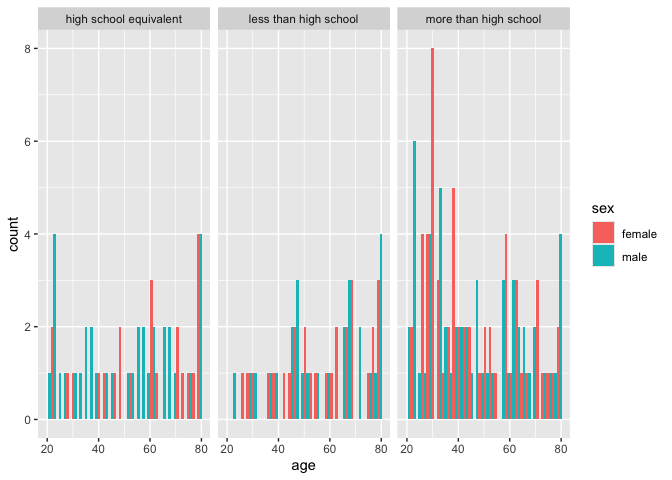 high school equivalent
less than high school
more than high school
8
6
4
2
0
count
20
40
60
80
20
40
60
80
20
40
60
80
age
sex
female
male